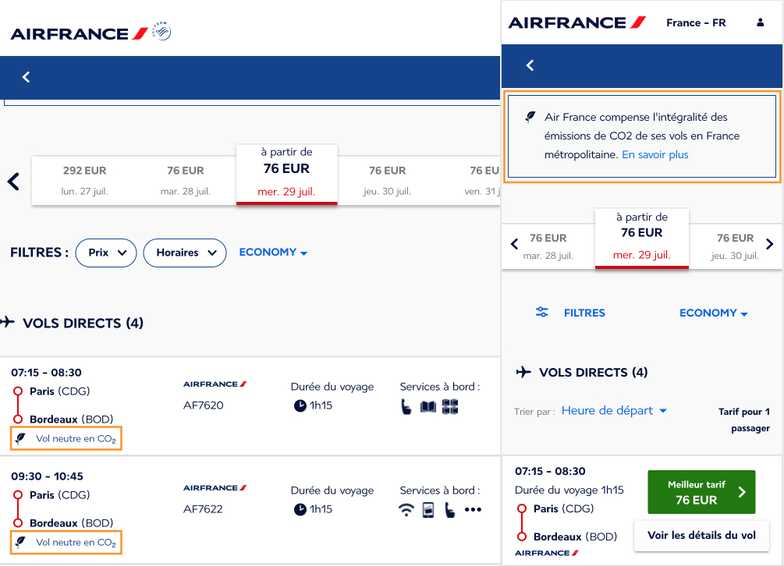 AIRFRANCE
292 EUR
lun. 27 juil.
76 EUR
mar. 28 juil.
à partir de
76 EUR
mer. 29 juil.
76 EUR
jeu. 30 juil.
76 EU
ven. 31 j
FILTRES :
Prix
Horaires
ECONOMY
VOLS DIRECTS (4)
07:15 - 08:30
Paris (CDG)
Bordeaux (BOD)
Vol neutre en CO₂
AIRFRANCE
AF7620
Durée du voyage
1h15
Services à bord :
09:30 - 10:45
Paris (CDG)
Bordeaux (BOD)
Vol neutre en CO₂
AIRFRANCE
AF7622
Durée du voyage
1h15
Services à bord :
AIRFRANCE
France - FR
Air France compense l'intégralité des
émissions de CO2 de ses vols en France
métropolitaine. En savoir plus
76 EUR
mar. 28 juil.
à partir de
76 EUR
mer. 29 juil.
76 EUR
jeu. 30 juil.
FILTRES
ECONOMY
VOLS DIRECTS (4)
Trier par : Heure de départ
Tarif pour 1
passager
07:15 - 08:30
Durée du voyage 1h15
Paris (CDG)
Bordeaux (BOD)
AIRFRANCE
Meilleur tarif
76 EUR
Voir les détails du vol